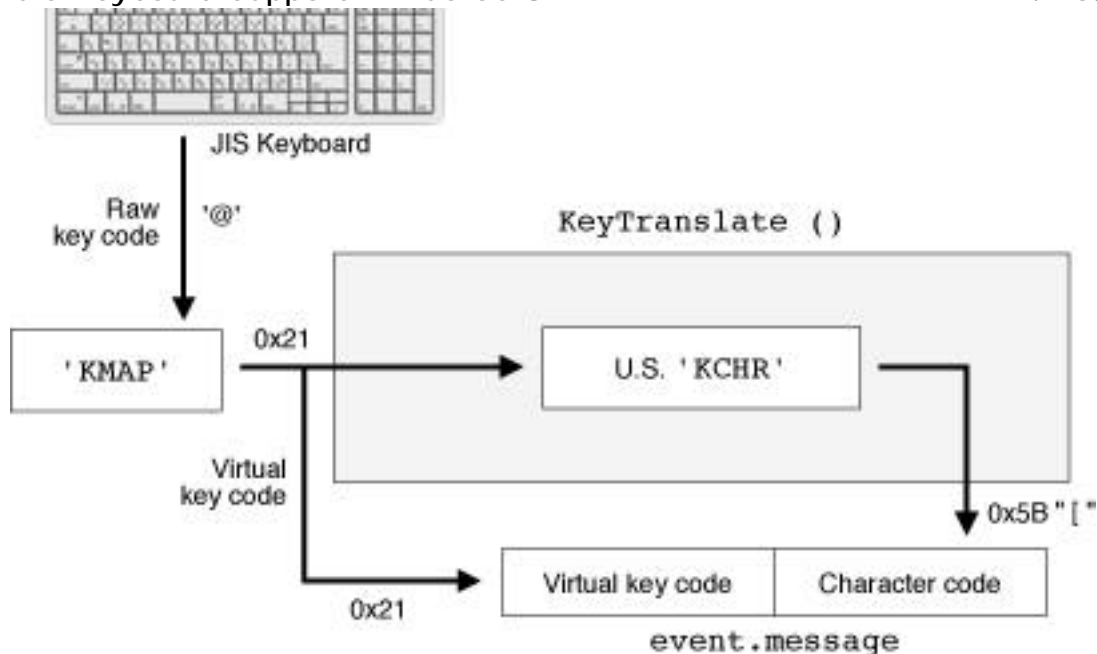 JIS Keyboard
Raw
key code
'@'
KeyTranslate ()
'KMAP'
0x21
U.S. 'KCHR'
Virtual
key code
0x5B " [ "
0x21
Virtual key code
Character code
event.message